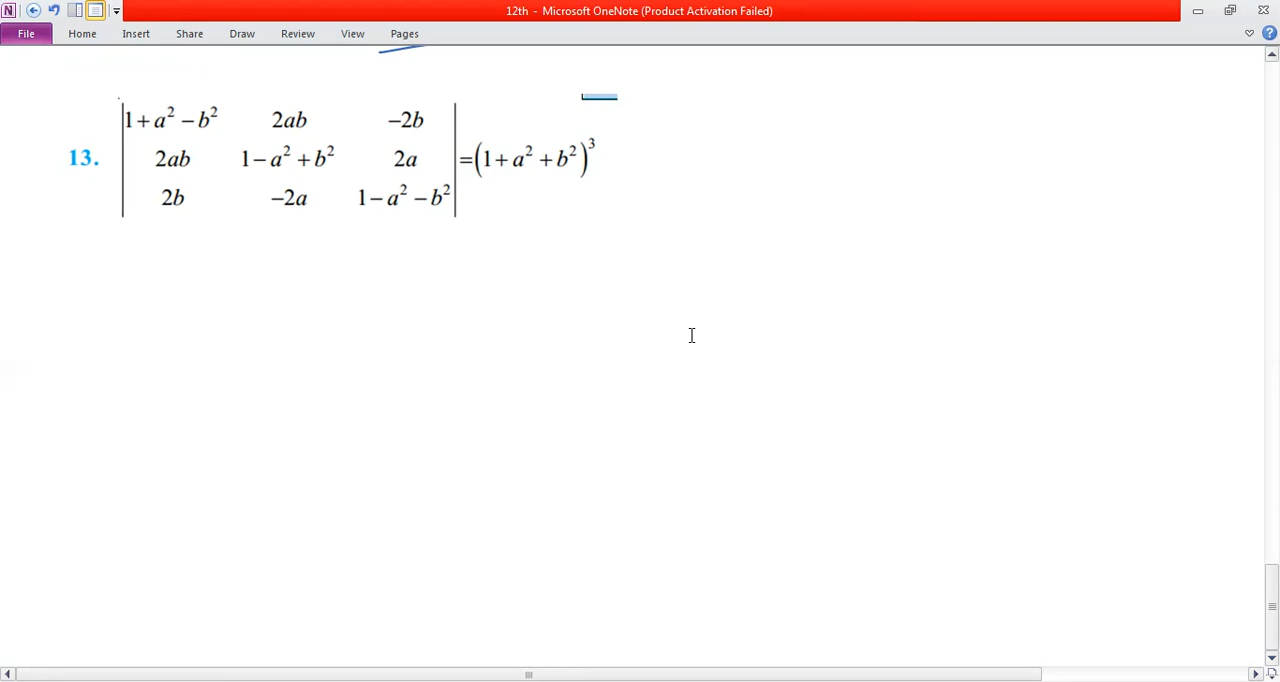 12th - Microsoft OneNote (Product Activation Failed)
File Home Insert Share Draw Review View Pages
1+a² −b² 2ab −2b
13. 2ab 1−a² +b² 2a =(1+a² +b²)³
2b −2a 1−a² −b²